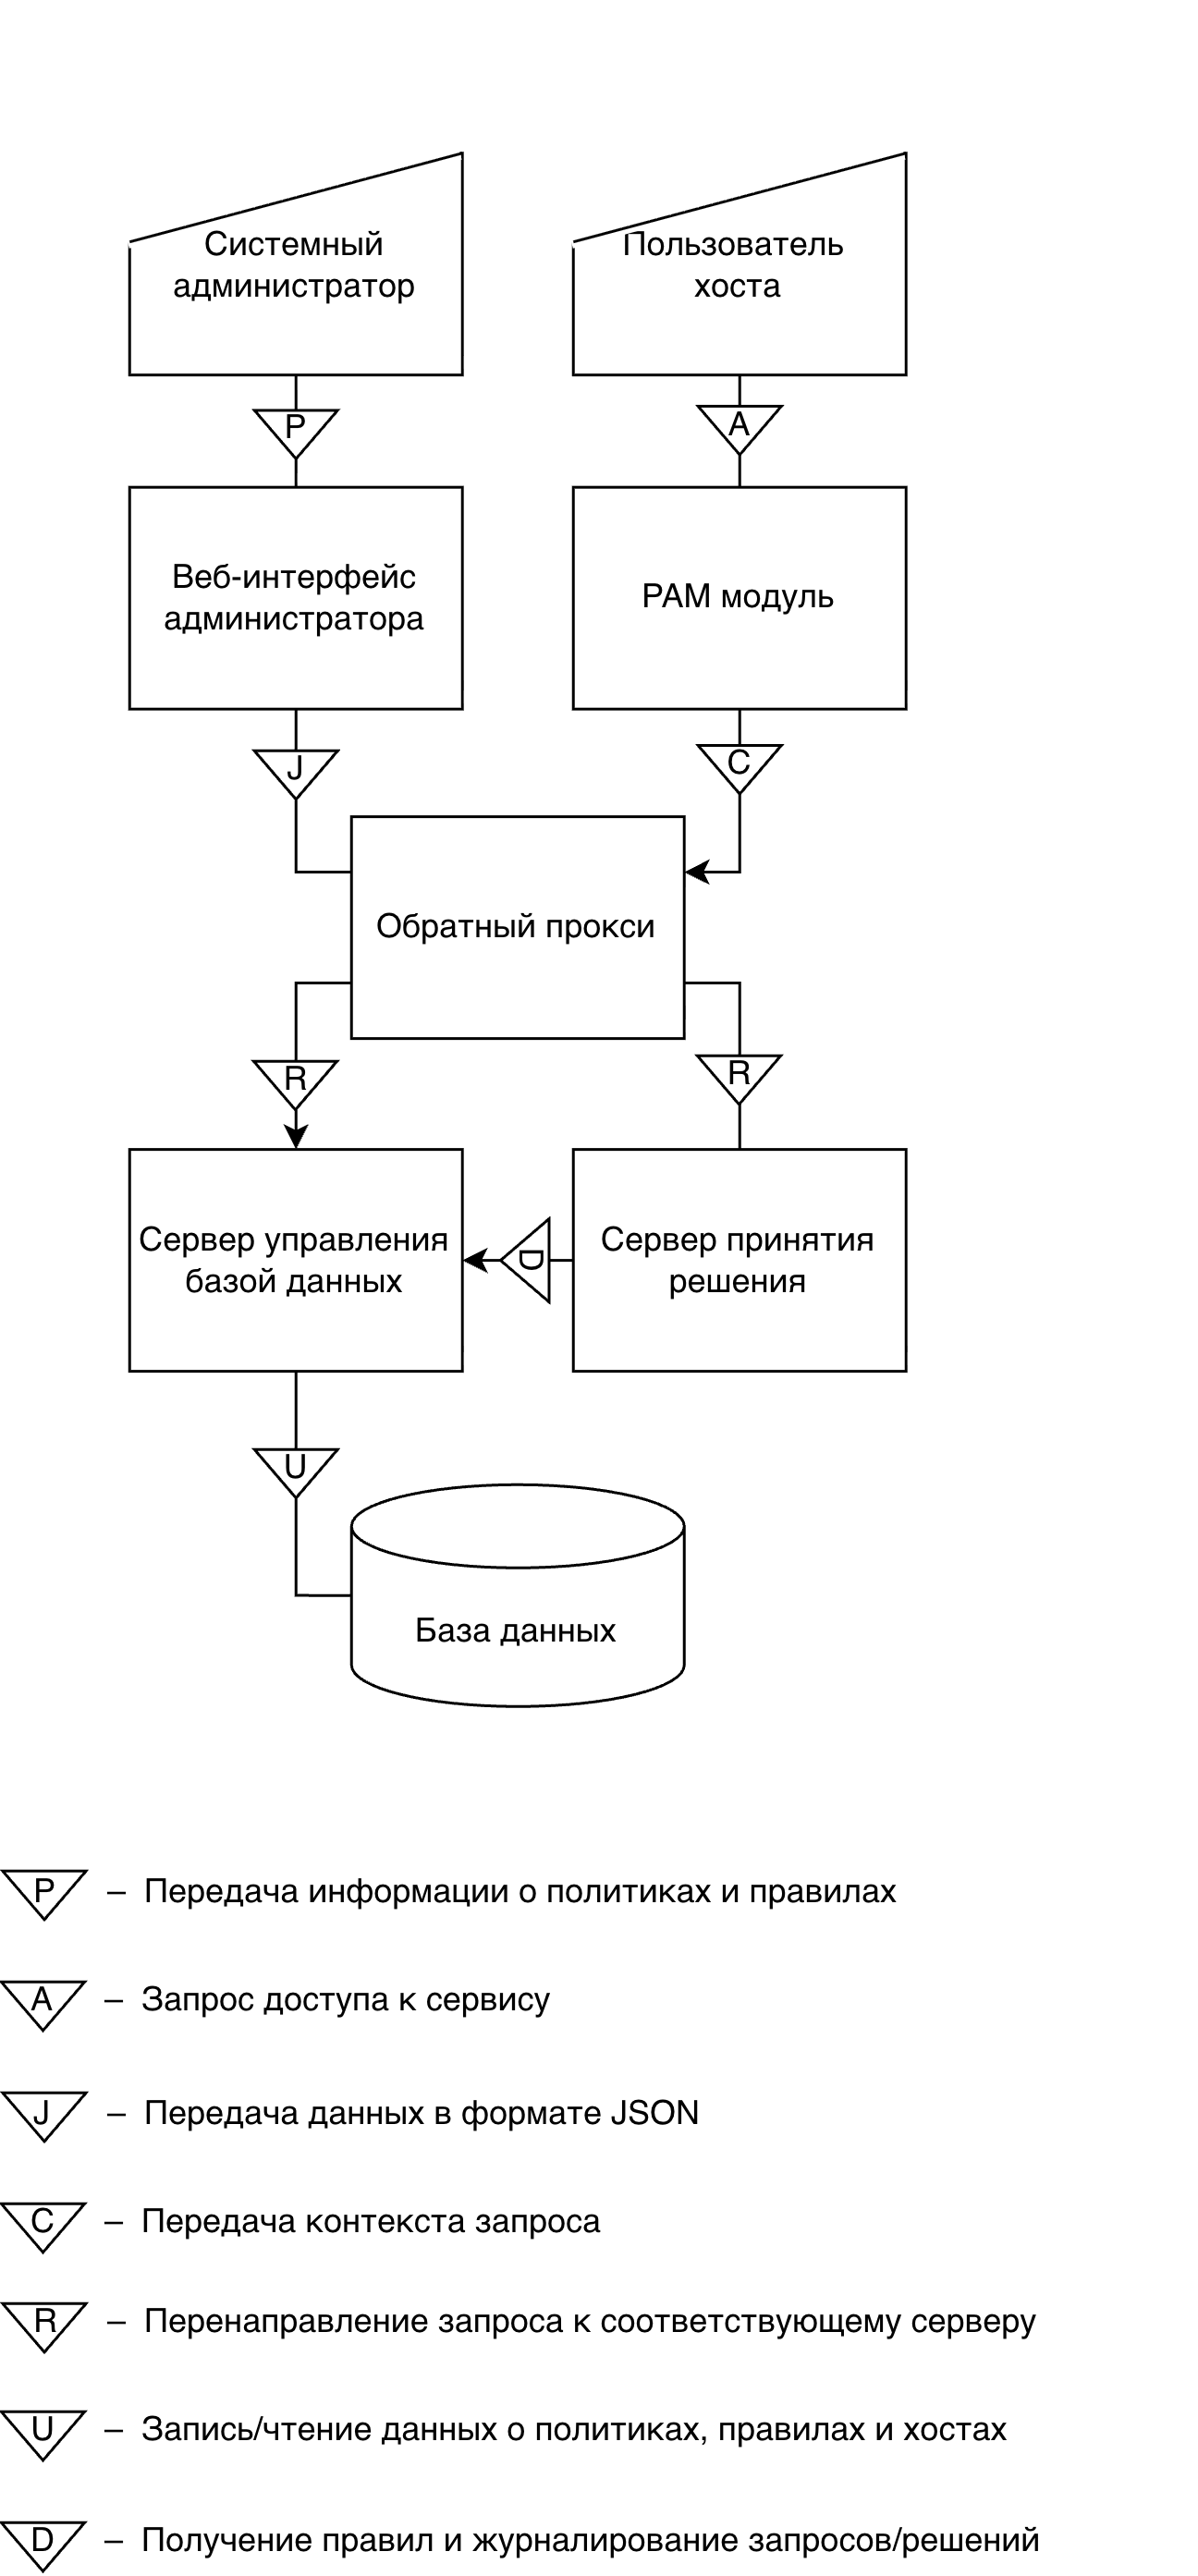 Системный
администратор
Пользователь
хоста
P
A
Веб-интерфейс
администратора
PAM модуль
J
C
Обратный прокси
R
R
Сервер управления
базой данных
D
Сервер принятия
решения
U
База данных
P – Передача информации о политиках и правилах
A – Запрос доступа к сервису
J – Передача данных в формате JSON
C – Передача контекста запроса
R – Перенаправление запроса к соответствующему серверу
U – Запись/чтение данных о политиках, правилах и хостах
D – Получение правил и журналирование запросов/решений